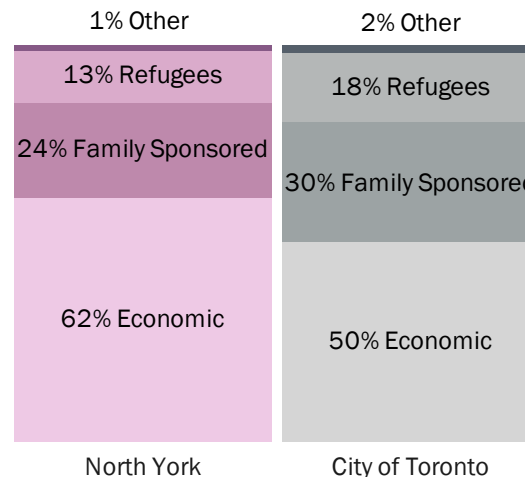 1% Other
13% Refugees
24% Family Sponsored
62% Economic
North York
2% Other
18% Refugees
30% Family Sponsored
50% Economic
City of Toronto